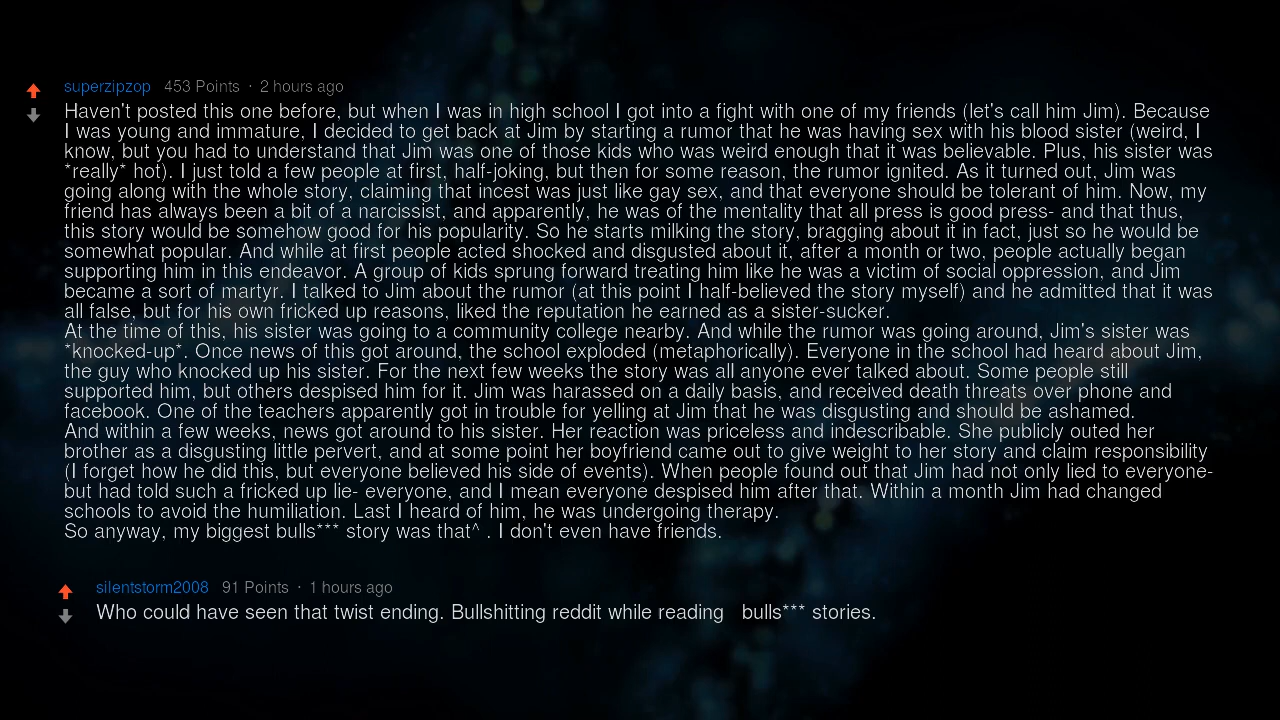 superzipzop 453 Points · 2 hours ago
Haven't posted this one before, but when I was in high school I got into a fight with one of my friends (let's call him Jim). Because
I was young and immature, I decided to get back at Jim by starting a rumor that he was having sex with his blood sister (weird, I
know, but you had to understand that Jim was one of those kids who was weird enough that it was believable. Plus, his sister was
*really* hot). I just told a few people at first, half-joking, but then for some reason, the rumor ignited. As it turned out, Jim was
going along with the whole story, claiming that incest was just like gay sex, and that everyone should be tolerant of him. Now, my
friend has always been a bit of a narcissist, and apparently, he was of the mentality that all press is good press- and that thus,
this story would be somehow good for his popularity. So he starts milking the story, bragging about it in fact, just so he would be
somewhat popular. And while at first people acted shocked and disgusted about it, after a month or two, people actually began
supporting him in this endeavor. A group of kids sprung forward treating him like he was a victim of social oppression, and Jim
became a sort of martyr. I talked to Jim about the rumor (at this point I half-believed the story myself) and he admitted that it was
all false, but for his own fricked up reasons, liked the reputation he earned as a sister-sucker.
At the time of this, his sister was going to a community college nearby. And while the rumor was going around, Jim's sister was
*knocked-up*. Once news of this got around, the school exploded (metaphorically). Everyone in the school had heard about Jim,
the guy who knocked up his sister. For the next few weeks the story was all anyone ever talked about. Some people still
supported him, but others despised him for it. Jim was harassed on a daily basis, and received death threats over phone and
facebook. One of the teachers apparently got in trouble for yelling at Jim that he was disgusting and should be ashamed.
And within a few weeks, news got around to his sister. Her reaction was priceless and indescribable. She publicly outed her
brother as a disgusting little pervert, and at some point her boyfriend came out to give weight to her story and claim responsibility
(I forget how he did this, but everyone believed his side of events). When people found out that Jim had not only lied to everyone-
but had told such a fricked up lie- everyone, and I mean everyone despised him after that. Within a month Jim had changed
schools to avoid the humiliation. Last I heard of him, he was undergoing therapy.
So anyway, my biggest bulls*** story was that^ . I don't even have friends.
silentstorm2008 91 Points · 1 hours ago
Who could have seen that twist ending. Bullshitting reddit while reading bulls*** stories.